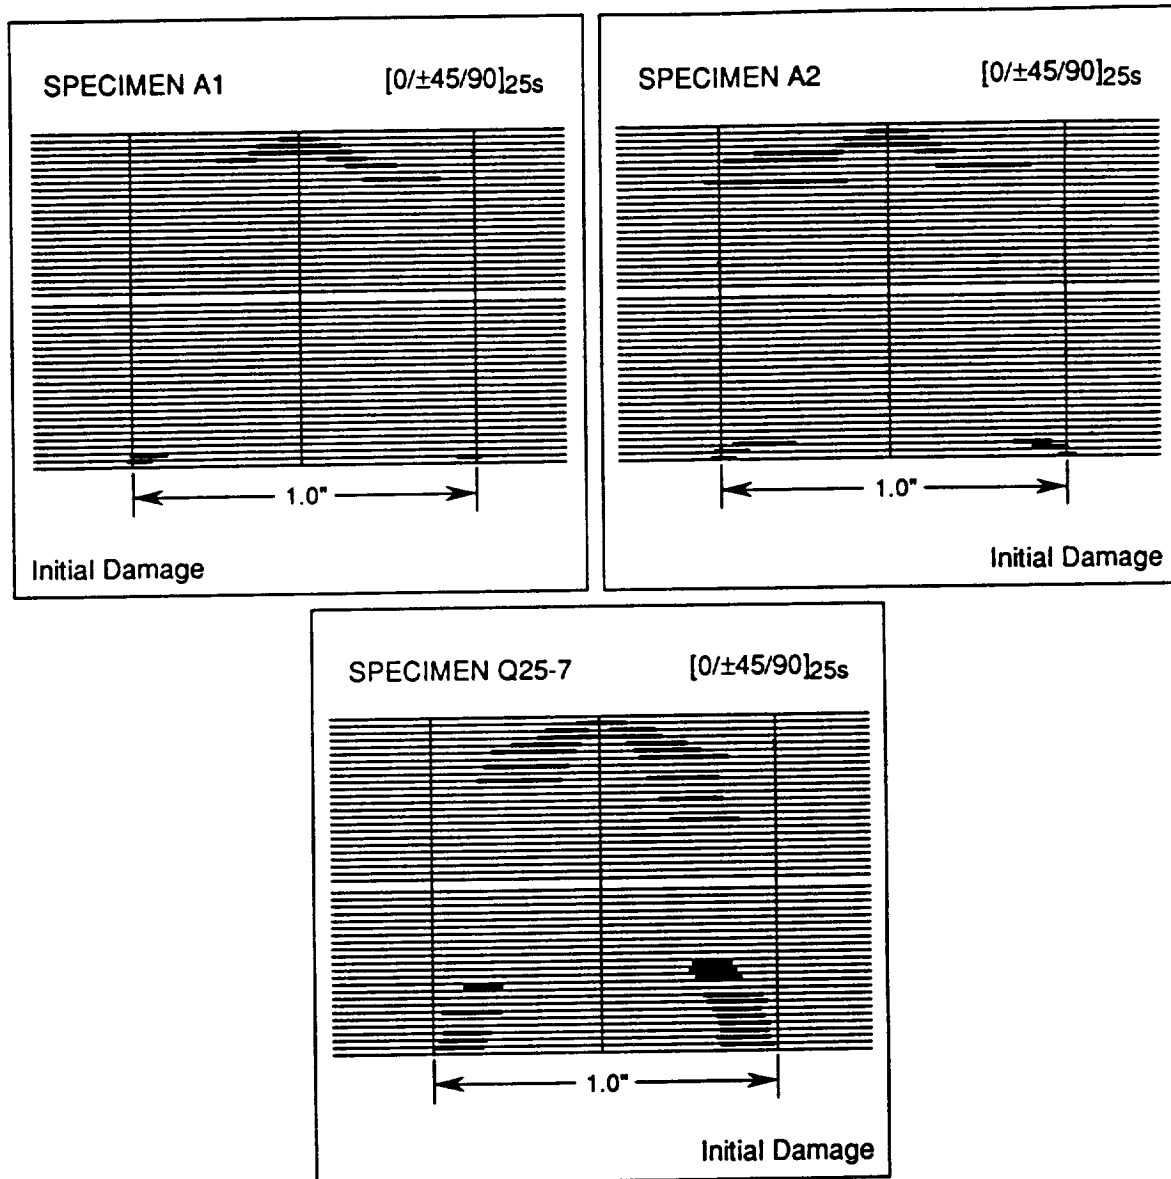 SPECIMEN A1 [0/±45/90]25s
1.0"
Initial Damage
SPECIMEN A2 [0/±45/90]25s
1.0"
Initial Damage
SPECIMEN Q25-7 [0/±45/90]25s
1.0"
Initial Damage